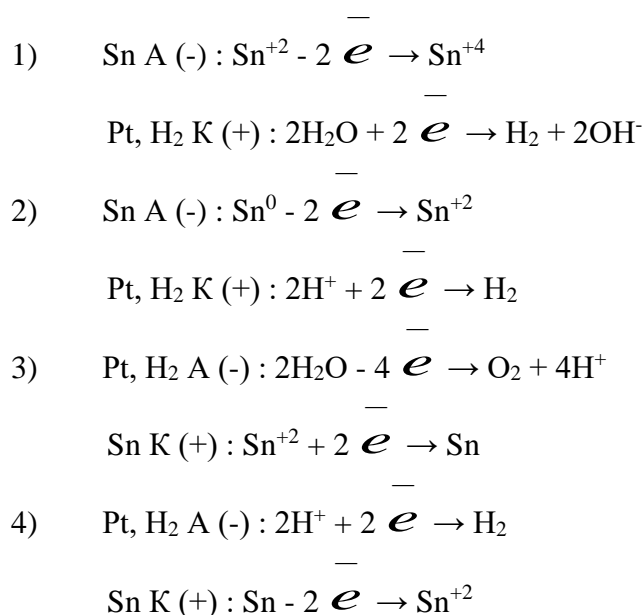 1) Sn А (-) : Sn⁺² - 2 e̅ → Sn⁺⁴
Pt, H₂ К (+) : 2H₂O + 2 e̅ → H₂ + 2OH⁻
2) Sn А (-) : Sn⁰ - 2 e̅ → Sn⁺²
Pt, H₂ К (+) : 2H⁺ + 2 e̅ → H₂
3) Pt, H₂ А (-) : 2H₂O - 4 e̅ → O₂ + 4H⁺
Sn К (+) : Sn⁺² + 2 e̅ → Sn
4) Pt, H₂ А (-) : 2H⁺ + 2 e̅ → H₂
Sn К (+) : Sn - 2 e̅ → Sn⁺²